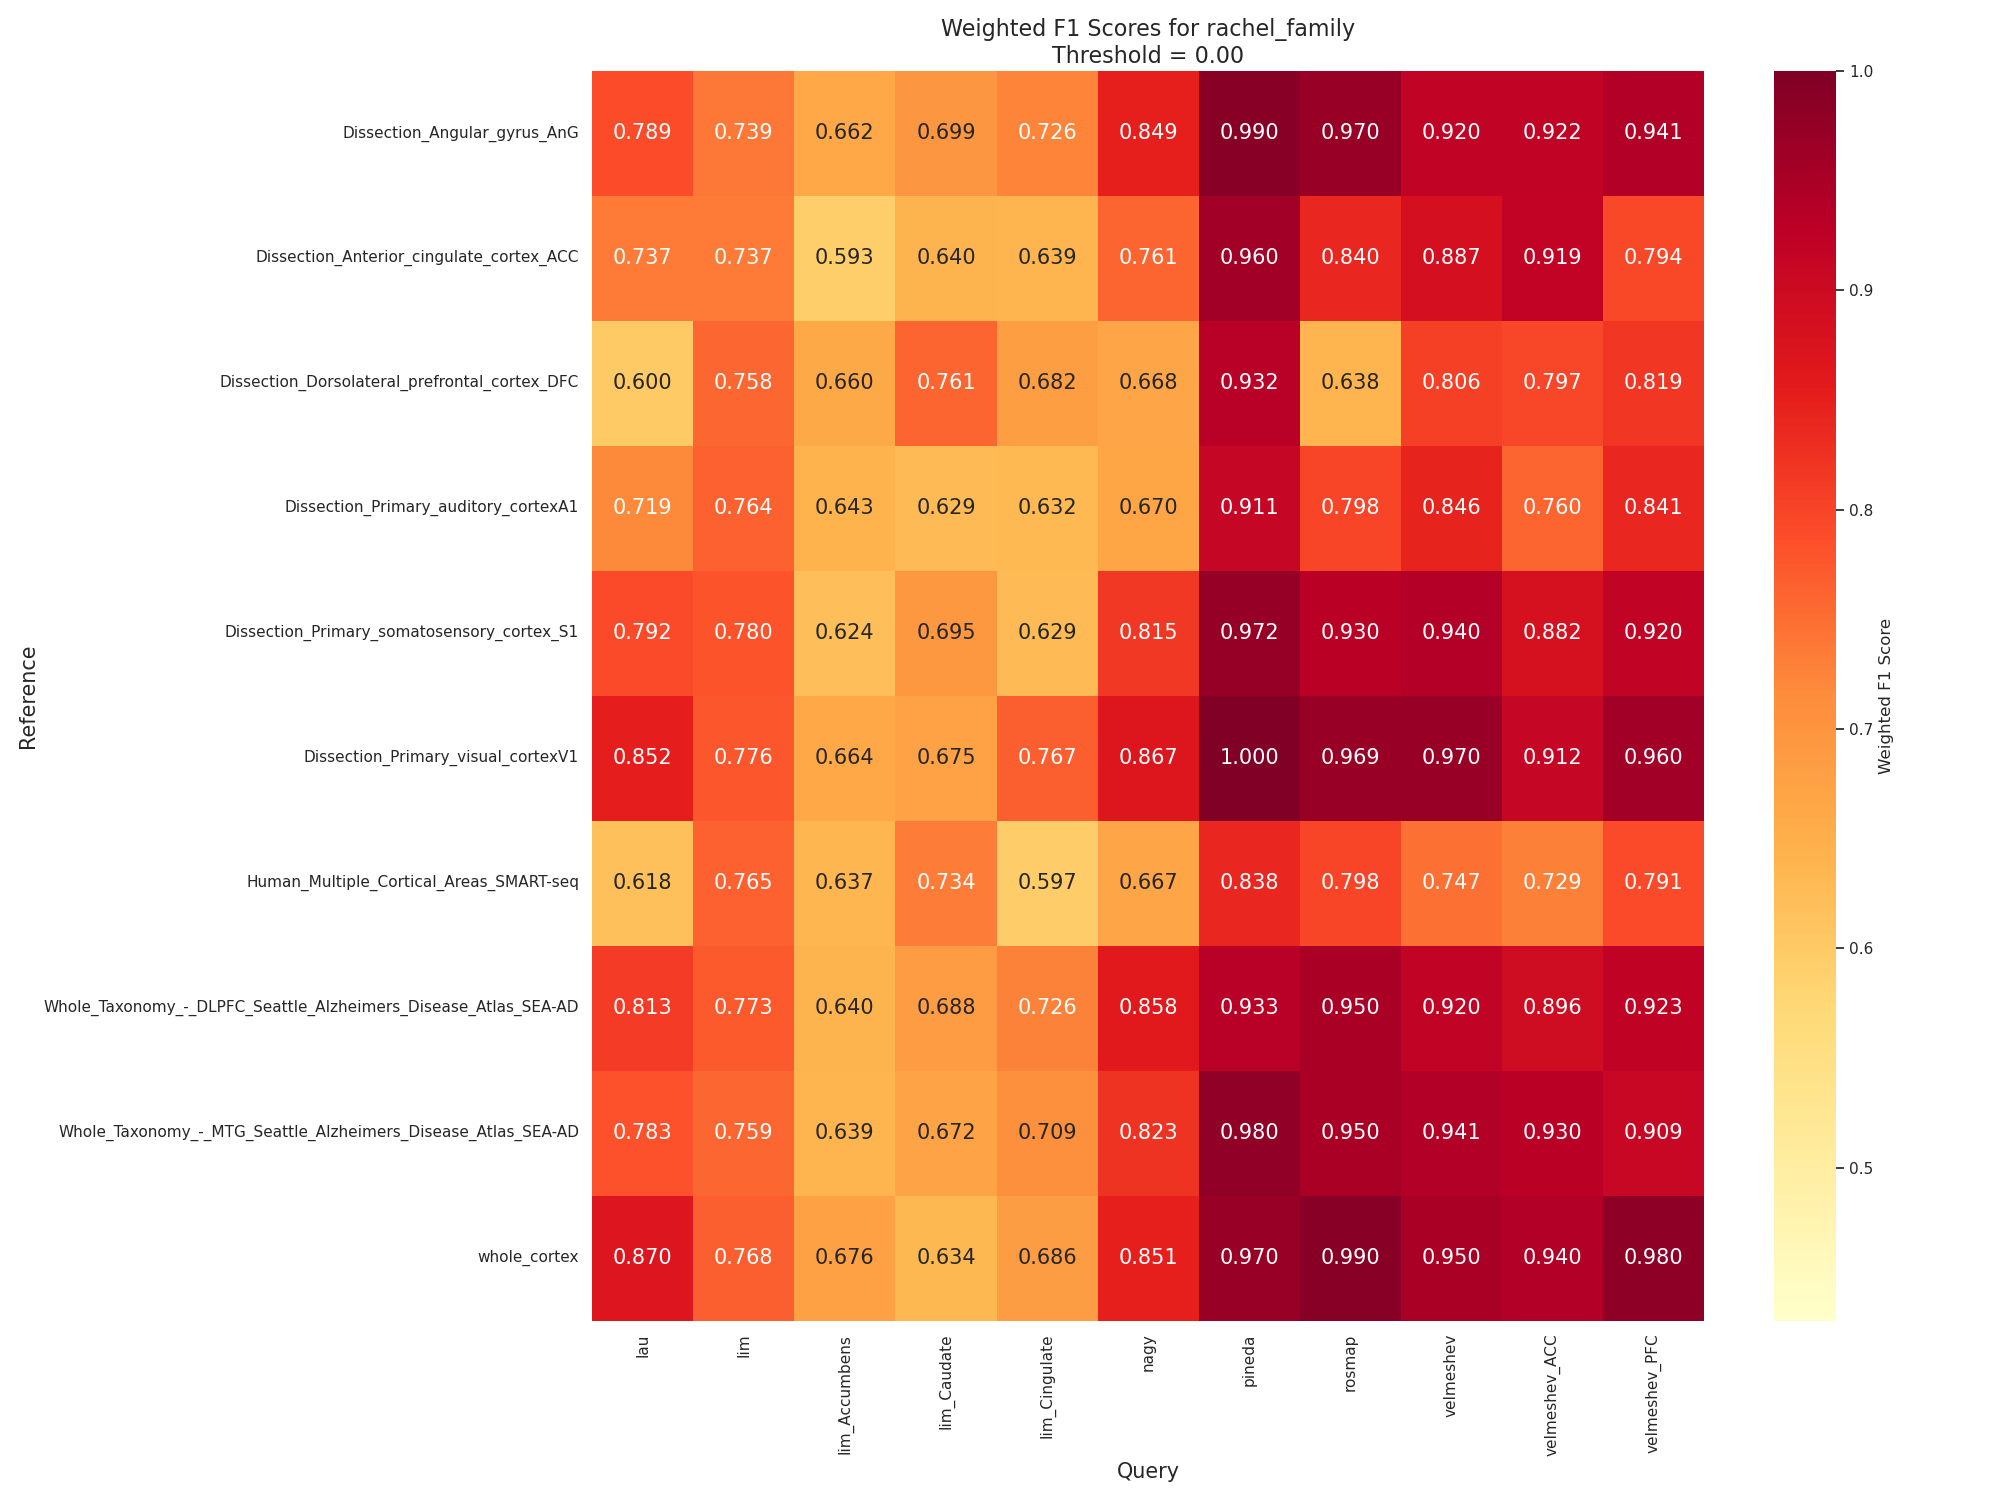 Weighted F1 Scores for rachel_family
Threshold = 0.00
Reference
Dissection_Angular_gyrus_AnG 0.789 0.739 0.662 0.699 0.726 0.849 0.990 0.970 0.920 0.922 0.941
Dissection_Anterior_cingulate_cortex_ACC 0.737 0.737 0.593 0.640 0.639 0.761 0.960 0.840 0.887 0.919 0.794
Dissection_Dorsolateral_prefrontal_cortex_DFC 0.600 0.758 0.660 0.761 0.682 0.668 0.932 0.638 0.806 0.797 0.819
Dissection_Primary_auditory_cortexA1 0.719 0.764 0.643 0.629 0.632 0.670 0.911 0.798 0.846 0.760 0.841
Dissection_Primary_somatosensory_cortex_S1 0.792 0.780 0.624 0.695 0.629 0.815 0.972 0.930 0.940 0.882 0.920
Dissection_Primary_visual_cortexV1 0.852 0.776 0.664 0.675 0.767 0.867 1.000 0.969 0.970 0.912 0.960
Human_Multiple_Cortical_Areas_SMART-seq 0.618 0.765 0.637 0.734 0.597 0.667 0.838 0.798 0.747 0.729 0.791
Whole_Taxonomy_-_DLPFC_Seattle_Alzheimers_Disease_Atlas_SEA-AD 0.813 0.773 0.640 0.688 0.726 0.858 0.933 0.950 0.920 0.896 0.923
Whole_Taxonomy_-_MTG_Seattle_Alzheimers_Disease_Atlas_SEA-AD 0.783 0.759 0.639 0.672 0.709 0.823 0.980 0.950 0.941 0.930 0.909
whole_cortex 0.870 0.768 0.676 0.634 0.686 0.851 0.970 0.990 0.950 0.940 0.980
lau
lim
lim_Accumbens
lim_Caudate
lim_Cingulate
nagy
pineda
rosmap
velmeshev
velmeshev_ACC
velmeshev_PFC
Query
1.0
0.9
0.8
0.7
0.6
0.5
Weighted F1 Score